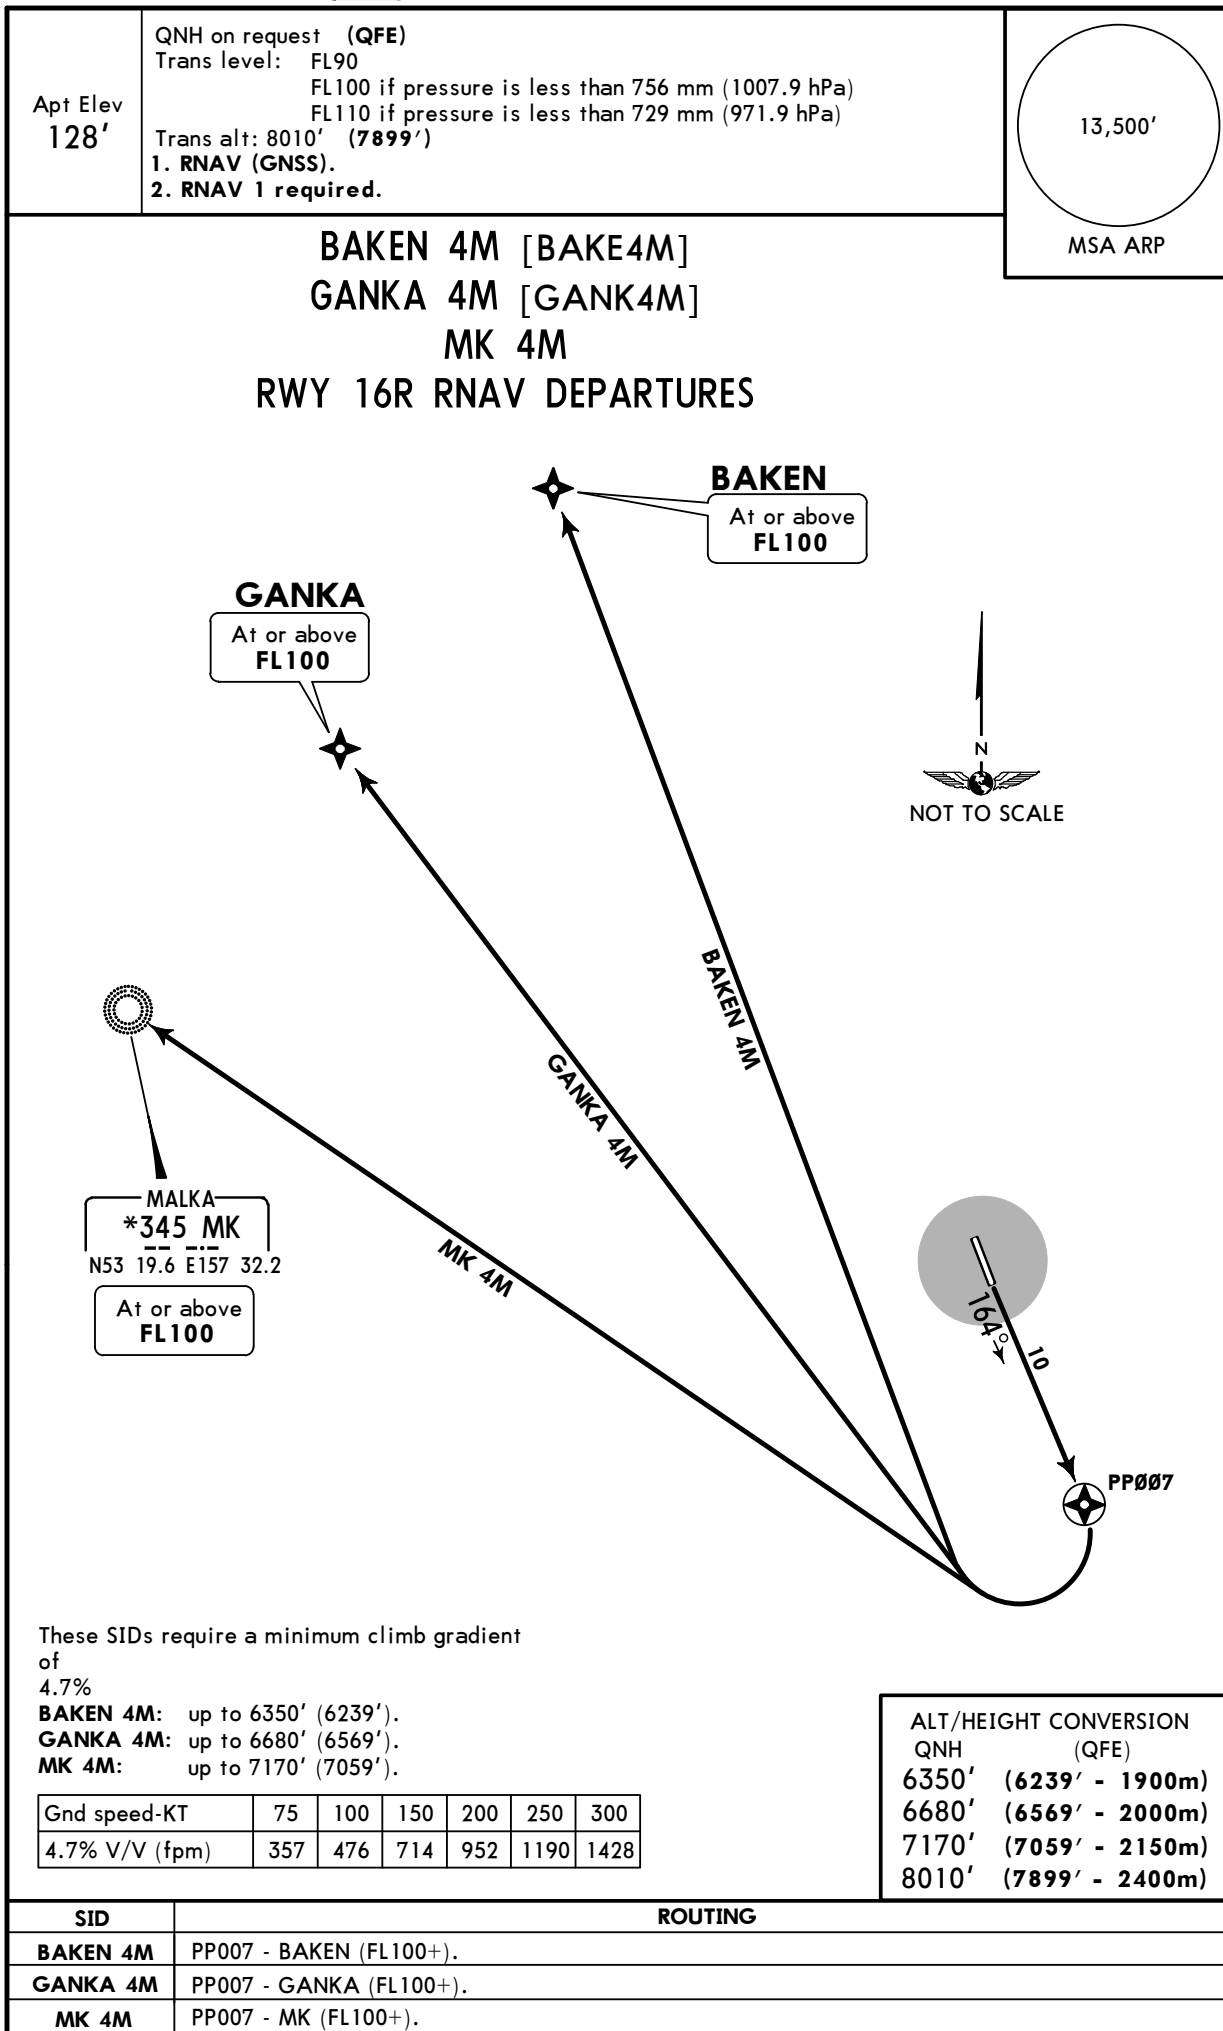 Apt Elev
128'
QNH on request (QFE)
Trans level: FL90
FL100 if pressure is less than 756 mm (1007.9 hPa)
FL110 if pressure is less than 729 mm (971.9 hPa)
Trans alt: 8010' (7899')
1. RNAV (GNSS).
2. RNAV 1 required.
13,500'
MSA ARP
BAKEN 4M [BAKE4M]
GANKA 4M [GANK4M]
MK 4M
RWY 16R RNAV DEPARTURES
BAKEN
At or above
FL100
GANKA
At or above
FL100
N
NOT TO SCALE
BAKEN 4M
GANKA 4M
MK 4M
MALKA
*345 MK
N53 19.6 E157 32.2
At or above
FL100
164°
10
PPØØ7
These SIDs require a minimum climb gradient
of
4.7%
BAKEN 4M: up to 6350' (6239').
GANKA 4M: up to 6680' (6569').
MK 4M: up to 7170' (7059').
Gnd speed-KT 75 100 150 200 250 300
4.7% V/V (fpm) 357 476 714 952 1190 1428
ALT/HEIGHT CONVERSION
QNH (QFE)
6350' (6239' - 1900m)
6680' (6569' - 2000m)
7170' (7059' - 2150m)
8010' (7899' - 2400m)
SID ROUTING
BAKEN 4M PP007 - BAKEN (FL100+).
GANKA 4M PP007 - GANKA (FL100+).
MK 4M PP007 - MK (FL100+).